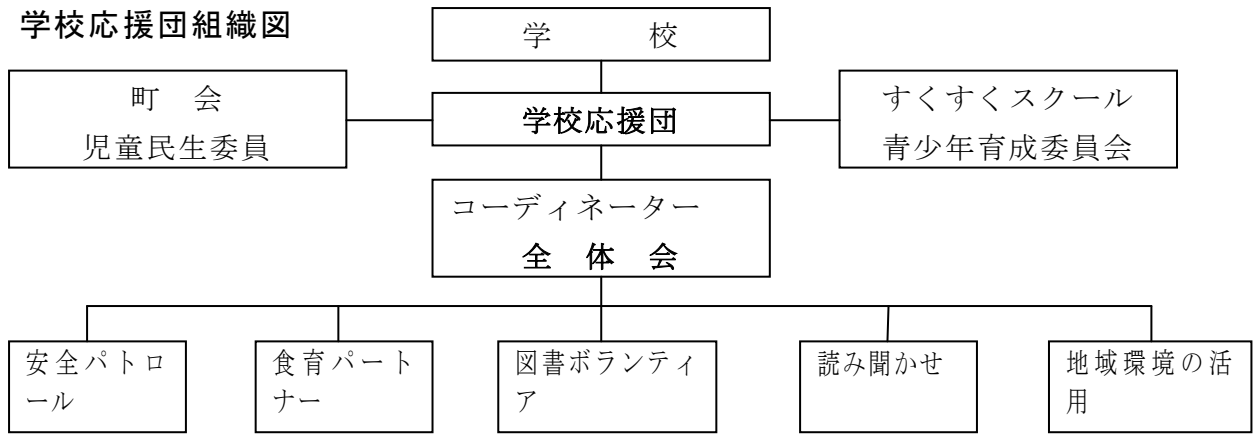 学校応援団組織図
学　　校
町　会
児童民生委員
学校応援団
すくすくスクール
青少年育成委員会
コーディネーター
全　体　会
安全パトロ
ール
食育パート
ナー
図書ボランティ
ア
読み聞かせ
地域環境の活
用